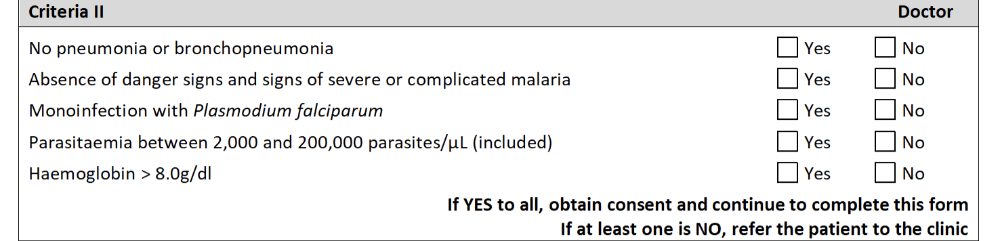 Criteria II Doctor
No pneumonia or bronchopneumonia Yes No
Absence of danger signs and signs of severe or complicated malaria Yes No
Monoinfection with Plasmodium falciparum Yes No
Parasitaemia between 2,000 and 200,000 parasites/µL (included) Yes No
Haemoglobin > 8.0g/dl Yes No
If YES to all, obtain consent and continue to complete this form
If at least one is NO, refer the patient to the clinic